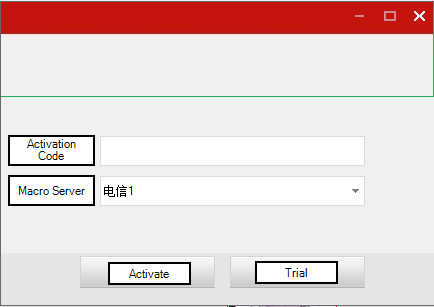 Activation
Code
Macro Server
电信1
Activate
Trial